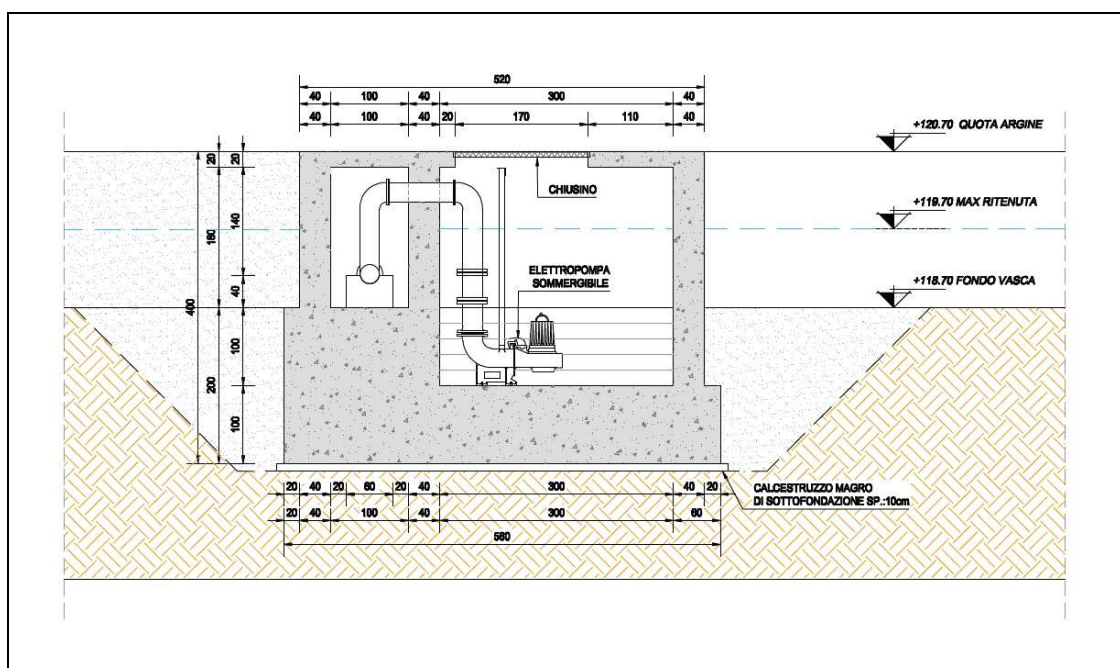 520
40 100 40 300 40
40 100 40 20 170 110 40
+120.70 QUOTA ARGINE
20 20
CHIUSINO
+119.70 MAX RITENUTA
140
180
ELETTROPOMPA
SOMMERGIBILE
+118.70 FONDO VASCA
40
400
100
200
100
CALCESTRUZZO MAGRO
DI SOTTOFONDAZIONE SP.:10cm
20 40 20 60 20 40 300 40 20
20 40 100 40 300 60
560